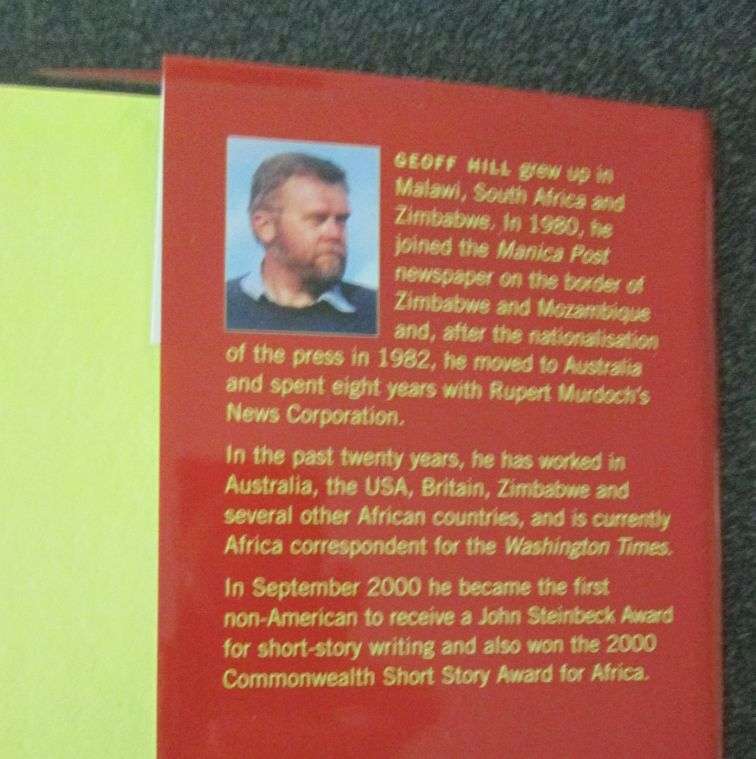 GEOFF HILL grew up in
Malawi, South Africa and
Zimbabwe. In 1980, he
joined the Manica Post
newspaper on the border of
Zimbabwe and Mozambique
and, after the nationalisation
of the press in 1982, he moved to Australia
and spent eight years with Rupert Murdoch's
News Corporation.
In the past twenty years, he has worked in
Australia, the USA, Britain, Zimbabwe and
several other African countries, and is currently
Africa correspondent for the Washington Times.
In September 2000 he became the first
non-American to receive a John Steinbeck Award
for short-story writing and also won the 2000
Commonwealth Short Story Award for Africa.